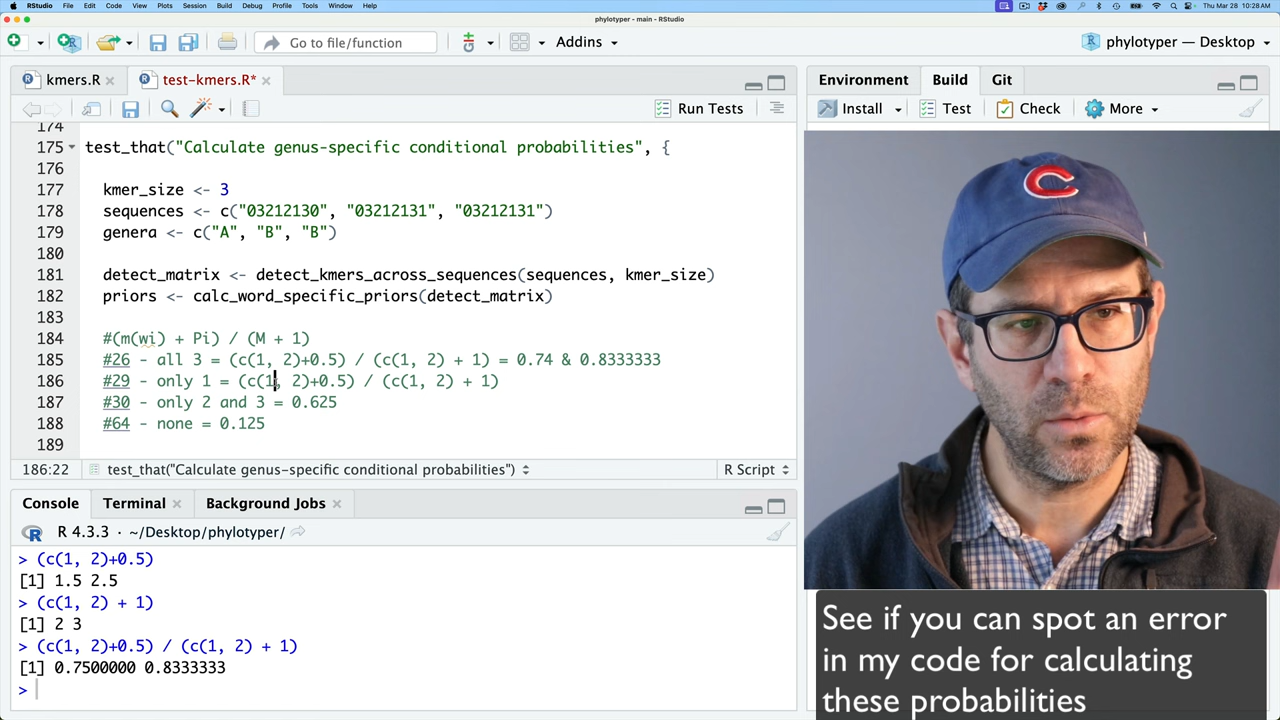 RStudio File Edit Code View Plots Session Build Debug Profile Tools Window Help Thu Mar 28 10:28 AM
phylotyper - main - RStudio
Go to file/function Addins phylotyper — Desktop
kmers.R test-kmers.R* Environment Build Git
Run Tests Install Test Check More
174
175 test_that("Calculate genus-specific conditional probabilities", {
176
177 kmer_size <- 3
178 sequences <- c("03212130", "03212131", "03212131")
179 genera <- c("A", "B", "B")
180
181 detect_matrix <- detect_kmers_across_sequences(sequences, kmer_size)
182 priors <- calc_word_specific_priors(detect_matrix)
183
184 #(m(wi) + Pi) / (M + 1)
185 #26 - all 3 = (c(1, 2)+0.5) / (c(1, 2) + 1) = 0.74 & 0.8333333
186 #29 - only 1 = (c(1, 2)+0.5) / (c(1, 2) + 1)
187 #30 - only 2 and 3 = 0.625
188 #64 - none = 0.125
189
186:22 test_that("Calculate genus-specific conditional probabilities") R Script
Console Terminal Background Jobs
R 4.3.3 · ~/Desktop/phylotyper/
> (c(1, 2)+0.5)
[1] 1.5 2.5
> (c(1, 2) + 1)
[1] 2 3
> (c(1, 2)+0.5) / (c(1, 2) + 1)
[1] 0.7500000 0.8333333
>
C
See if you can spot an error
in my code for calculating
these probabilities